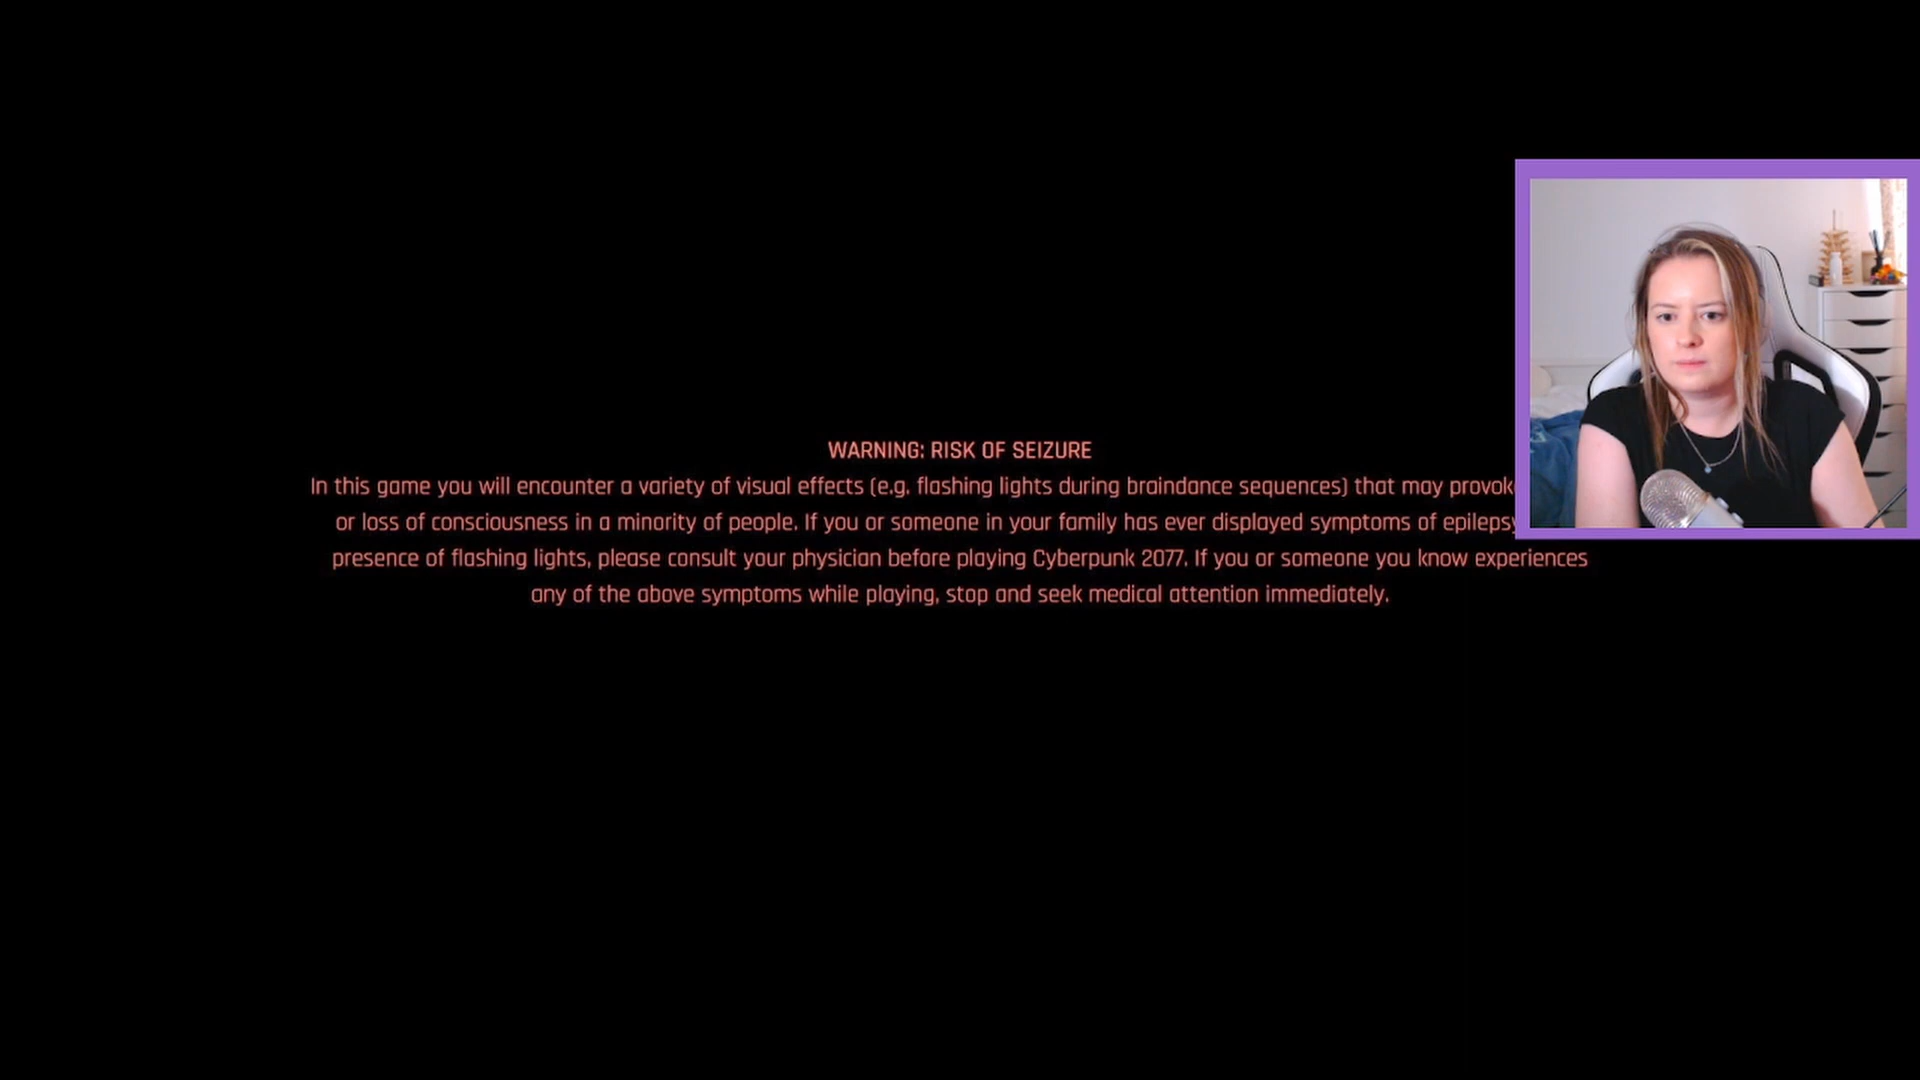 WARNING: RISK OF SEIZURE
In this game you will encounter a variety of visual effects (e.g. flashing lights during braindance sequences) that may
or loss of consciousness in a minority of people. If you or someone in your family has ever displayed symptoms of
presence of flashing lights, please consult your physician before playing Cyberpunk 2077. If you or someone you know experiences
any of the above symptoms while playing, stop and seek medical attention immediately.